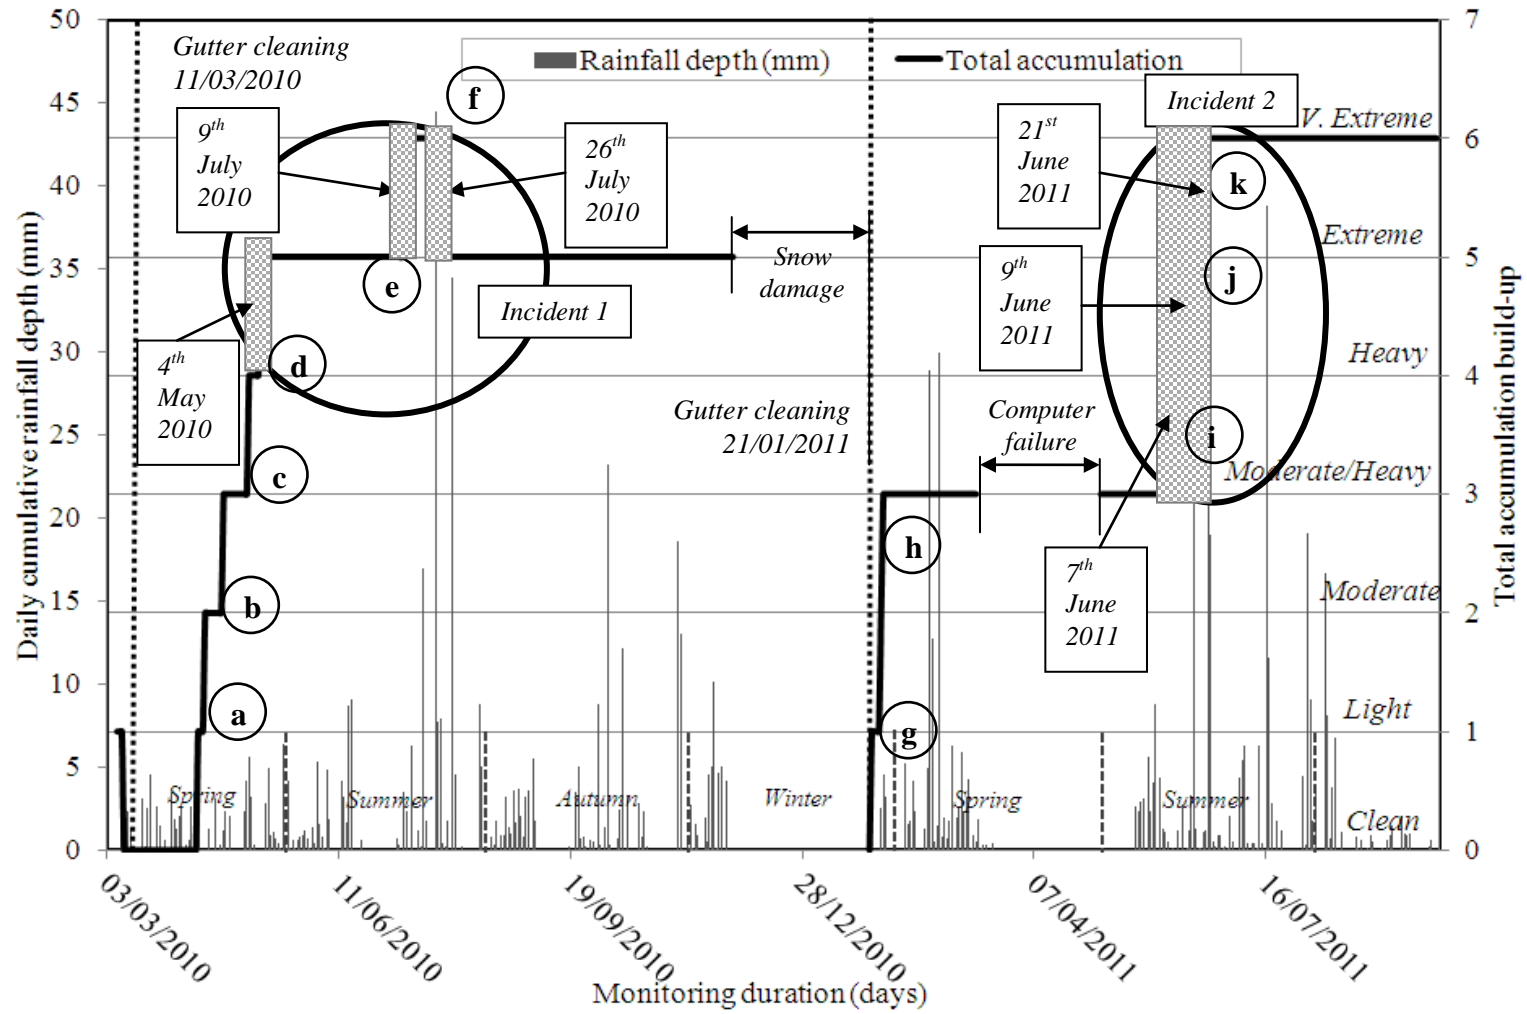 50
45
40
35
30
25
20
15
10
5
0
Daily cumulative rainfall depth (mm)
7
6
5
4
3
2
1
0
Total accumulation build-up
Rainfall depth (mm)
Total accumulation
Gutter cleaning
11/03/2010
9th
July
2010
f
26th
July
2010
e
Incident 1
4th
May
2010
d
c
b
a
Snow
damage
Gutter cleaning
21/01/2011
Computer
failure
h
g
Incident 2
21st
June
2011
9th
June
2011
7th
June
2011
k
j
i
V. Extreme
Extreme
Heavy
Moderate/Heavy
Moderate
Light
Clean
Spring
Summer
Autumn
Winter
Spring
Summer
03/03/2010
11/06/2010
19/09/2010
28/12/2010
07/04/2011
16/07/2011
Monitoring duration (days)